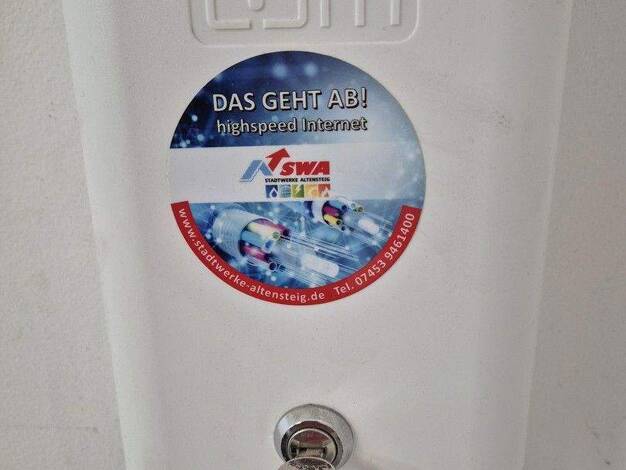 DAS GEHT AB!
highspeed Internet
SWA
STADTWERKE ALTENSTEIG
www.stadtwerke-altensteig.de Tel. 07453 9461400